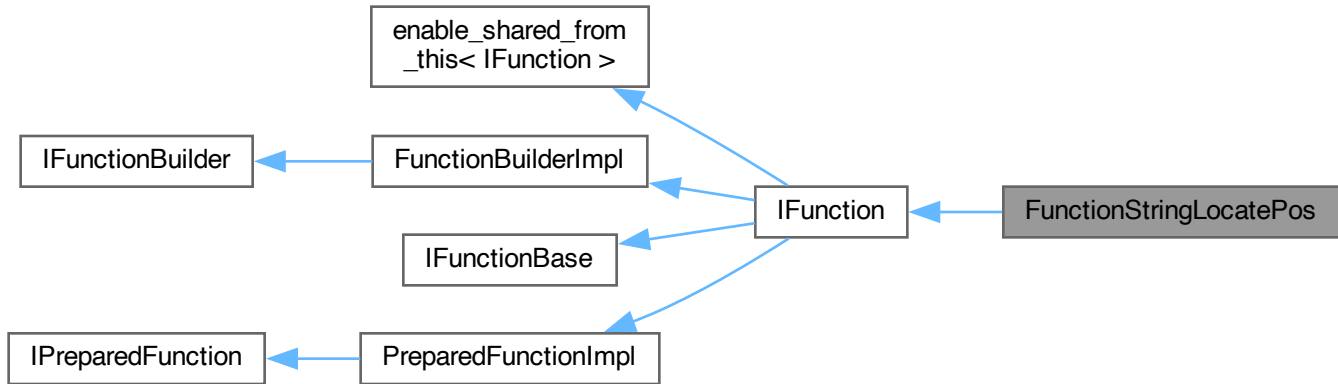 enable_shared_from
_this< IFunction >
IFunctionBuilder
FunctionBuilderImpl
IFunction
FunctionStringLocatePos
IFunctionBase
IPreparedFunction
PreparedFunctionImpl